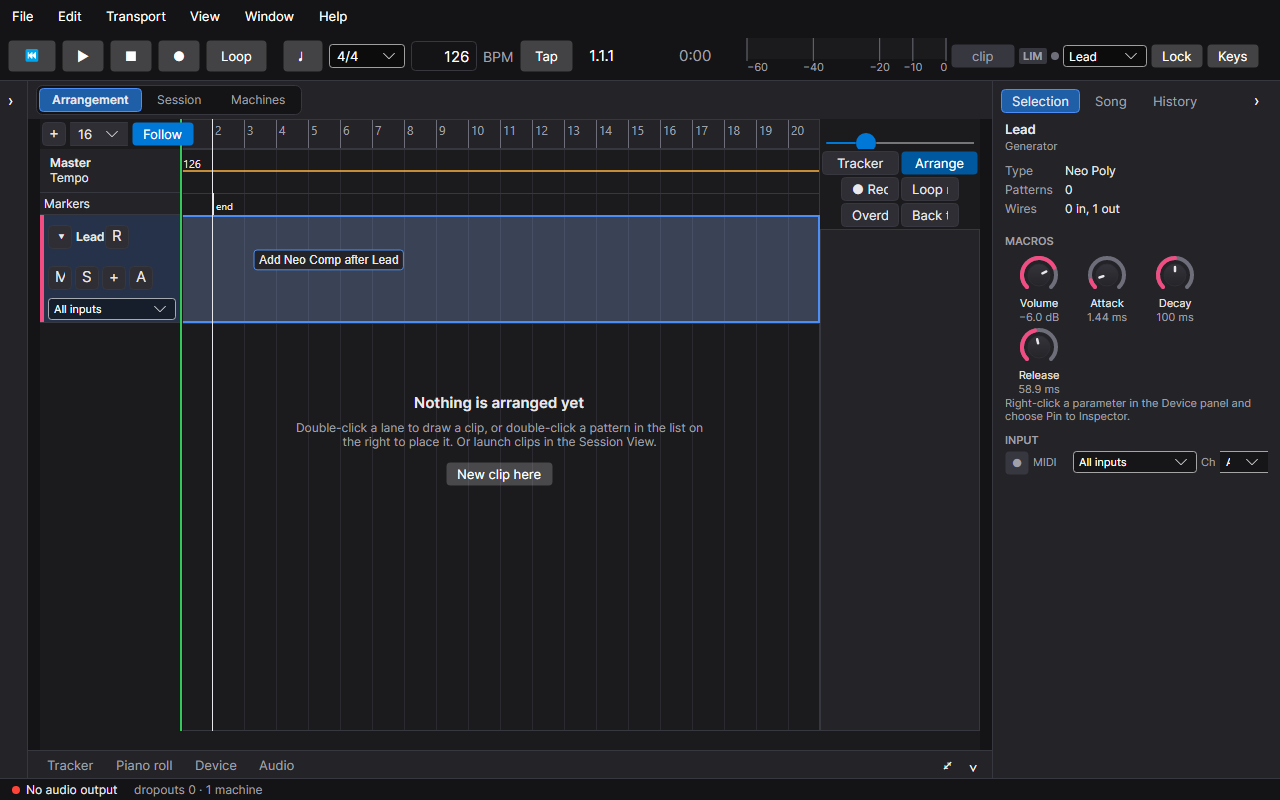 File Edit Transport View Window Help
Loop 4/4 126 BPM Tap 1.1.1 0:00 −60 −40 −20 −10 0 clip LIM Lead Lock Keys
Arrangement Session Machines
Selection Song History
+ 16 Follow 2 3 4 5 6 7 8 9 10 11 12 13 14 15 16 17 18 19 20
Lead
Generator
Master
Tempo
126
Tracker Arrange
Type Neo Poly
Rec Loop
Patterns 0
Markers
end
Overd Back
Wires 0 in, 1 out
Lead R
MACROS
Add Neo Comp after Lead
M S + A
All inputs
Volume Attack Decay
−6.0 dB 1.44 ms 100 ms
Release
58.9 ms
Nothing is arranged yet
Double-click a lane to draw a clip, or double-click a pattern in the list on
the right to place it. Or launch clips in the Session View.
New clip here
Right-click a parameter in the Device panel and
choose Pin to Inspector.
INPUT
MIDI All inputs Ch
Tracker Piano roll Device Audio
No audio output dropouts 0 · 1 machine